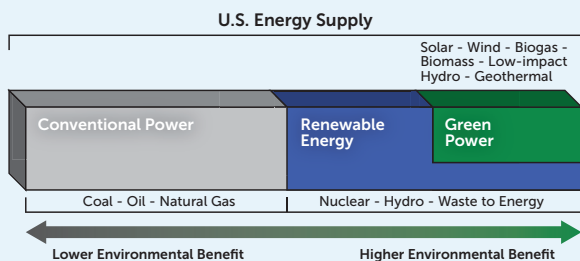 U.S. Energy Supply
Solar - Wind - Biogas -
Biomass - Low-impact
Hydro - Geothermal
Conventional Power
Renewable
Energy
Green
Power
Coal - Oil - Natural Gas
Nuclear - Hydro - Waste to Energy
Lower Environmental Benefit
Higher Environmental Benefit